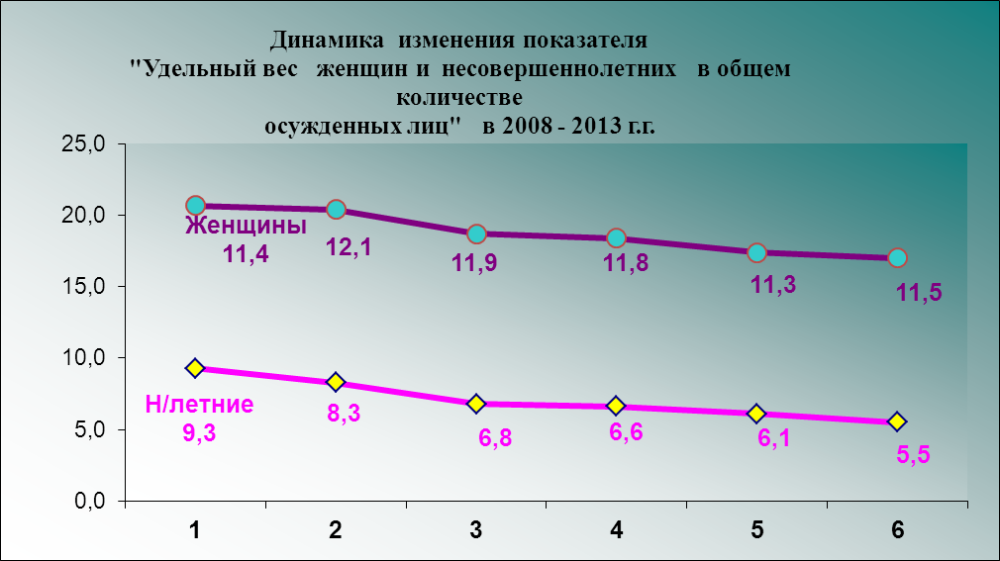 Динамика изменения показателя
"Удельный вес женщин и несовершеннолетних в общем
количестве
осужденных лиц" в 2008 - 2013 г.г.
25,0
20,0
15,0
10,0
5,0
0,0
Женщины
11,4
12,1
11,9
11,8
11,3
11,5
Н/летние
9,3
8,3
6,8
6,6
6,1
5,5
1 2 3 4 5 6